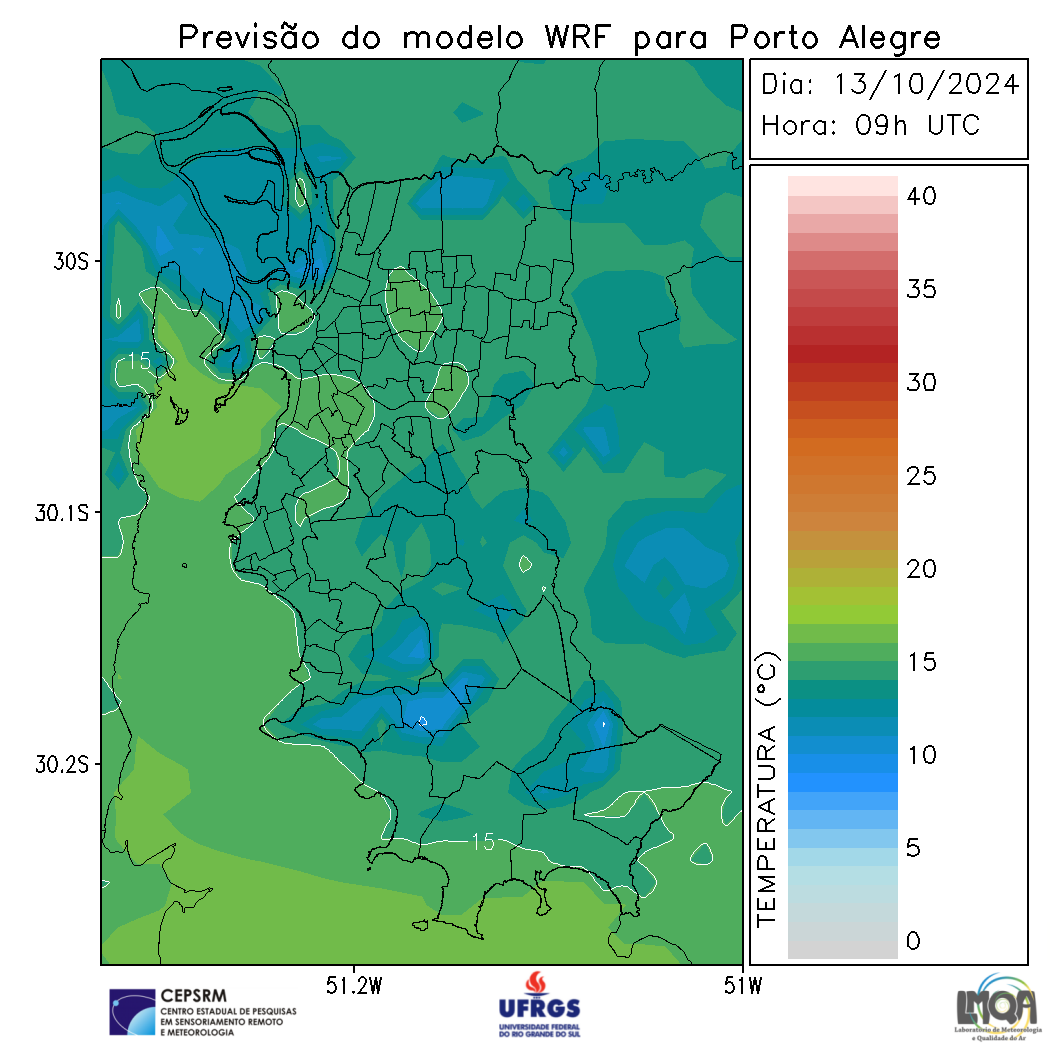 Previsão do modelo WRF para Porto Alegre
Dia: 13/10/2024
Hora: 09h UTC
40
35
30
25
20
15
10
5
0
TEMPERATURA (°C)
30S
30.1S
30.2S
15
15
51.2W
51W
CEPSRM
CENTRO ESTADUAL DE PESQUISAS
EM SENSORIAMENTO REMOTO
E METEOROLOGIA
UFRGS
UNIVERSIDADE FEDERAL
DO RIO GRANDE DO SUL
LMQA
Laboratório de Meteorologia
e Qualidade do Ar